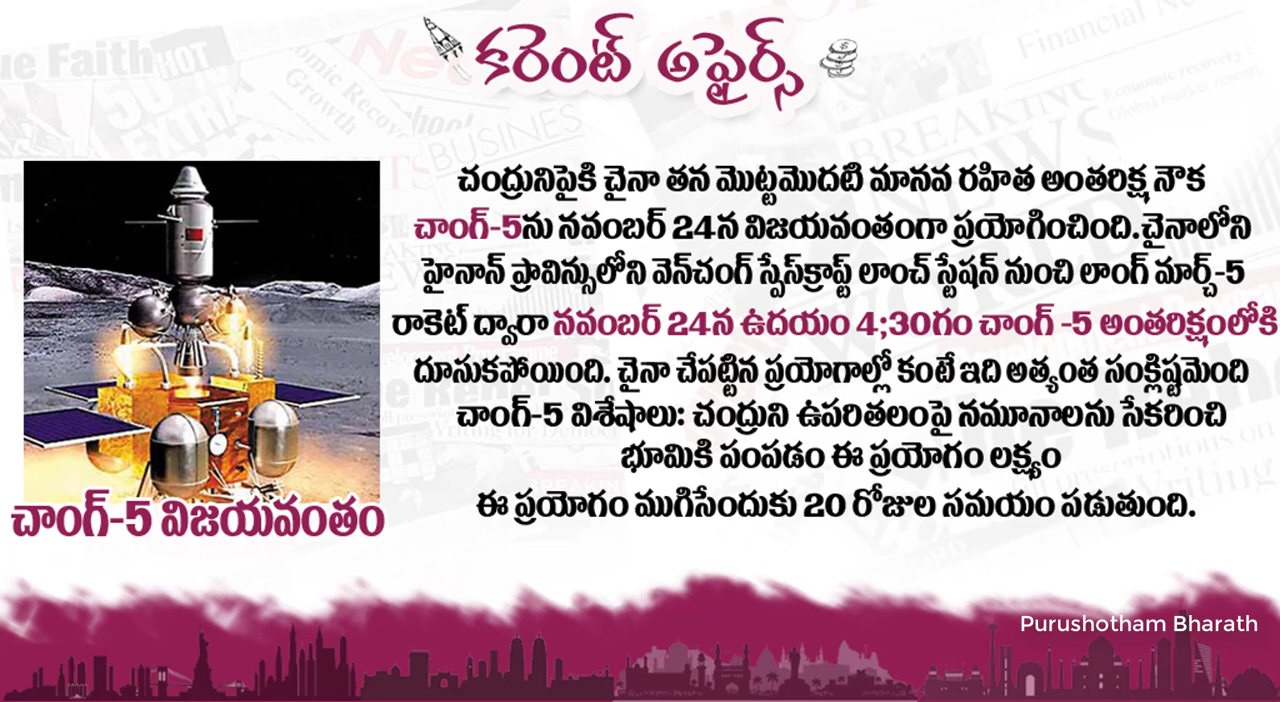 కరెంట్ అఫైర్స్
చంద్రునిపైకి చైనా తన మొట్టమొదటి మానవ రహిత అంతరిక్ష నౌక
చాంగ్-5ను నవంబర్ 24న విజయవంతంగా ప్రయోగించింది.చైనాలోని
హైనాన్ ప్రావిన్సులోని వెన్‌చంగ్ స్పేస్‌క్రాఫ్ట్ లాంచ్ స్టేషన్ నుంచి లాంగ్ మార్చ్-5
రాకెట్ ద్వారా నవంబర్ 24న ఉదయం 4;30గం చాంగ్ -5 అంతరిక్షంలోకి
దూసుకపోయింది. చైనా చేపట్టిన ప్రయోగాల్లో కంటే ఇది అత్యంత సంక్లిష్టమెంది
చాంగ్-5 విశేషాలు: చంద్రుని ఉపరితలంపై నమూనాలను సేకరించి
భూమికి పంపడం ఈ ప్రయోగం లక్ష్యం
ఈ ప్రయోగం ముగిసేందుకు 20 రోజుల సమయం పడుతుంది.
చాంగ్-5 విజయవంతం
Purushotham Bharath